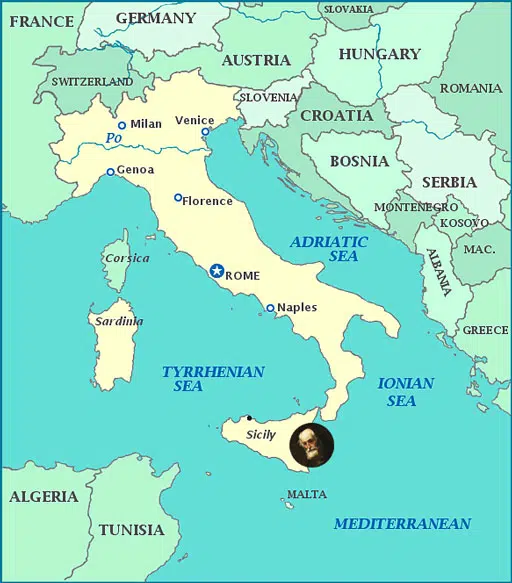 FRANCE
GERMANY
SLOVAKIA
AUSTRIA
HUNGARY
SWITZERLAND
ROMANIA
SLOVENIA
CROATIA
Milan
Venice
Po
BOSNIA
Genoa
SERBIA
Florence
MONTENEGRO
KOSOVO
ADRIATIC
SEA
MAC.
Corsica
ALBANIA
ROME
Naples
Sardinia
GREECE
TYRRHENIAN
SEA
IONIAN
SEA
Sicily
ALGERIA
MALTA
TUNISIA
MEDITERRANEAN